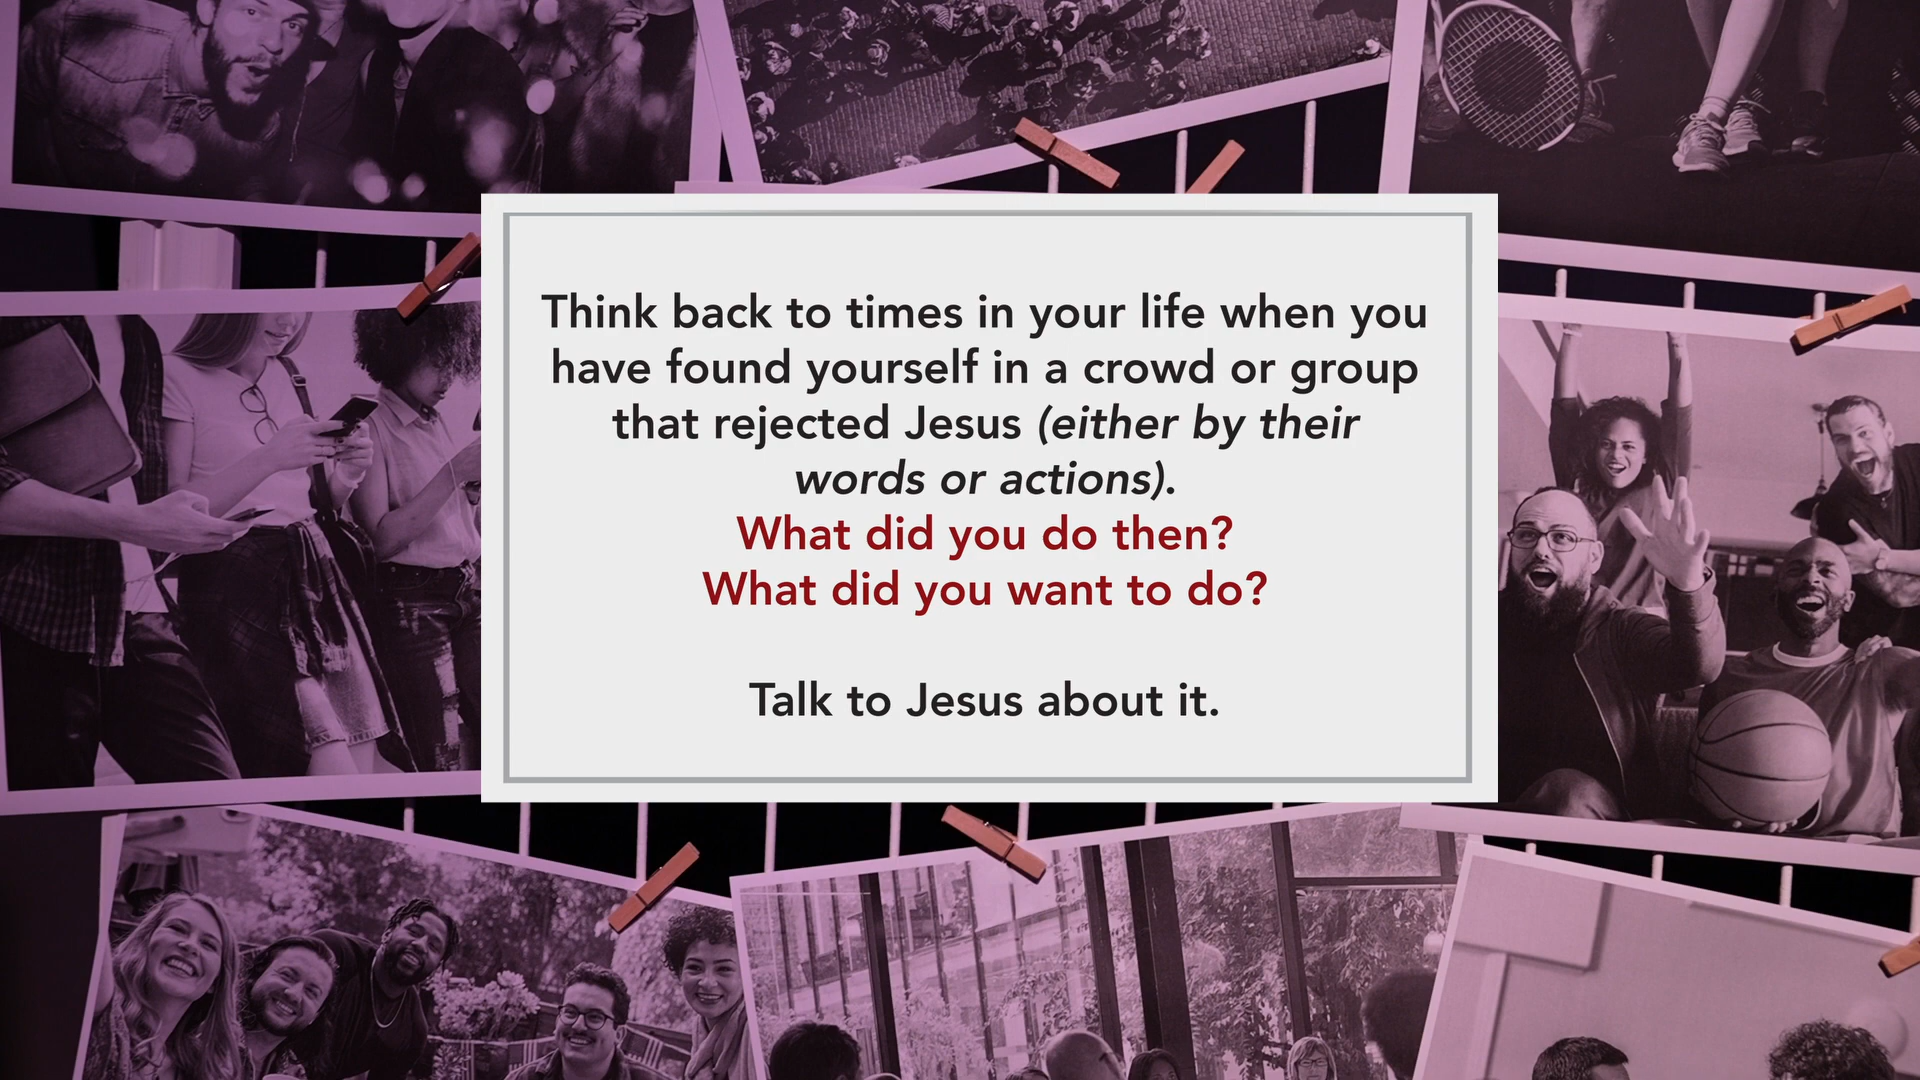 Think back to times in your life when you
have found yourself in a crowd or group
that rejected Jesus (either by their
words or actions).
What did you do then?
What did you want to do?
Talk to Jesus about it.